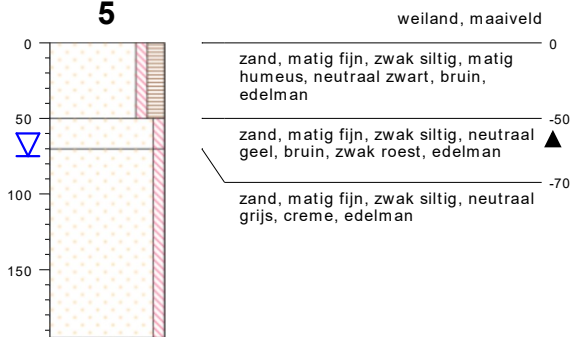 5
weiland, maaiveld
0
0
zand, matig fijn, zwak siltig, matig
humeus, neutraal zwart, bruin,
edelman
50
-50
zand, matig fijn, zwak siltig, neutraal
geel, bruin, zwak roest, edelman
-70
100
zand, matig fijn, zwak siltig, neutraal
grijs, creme, edelman
150